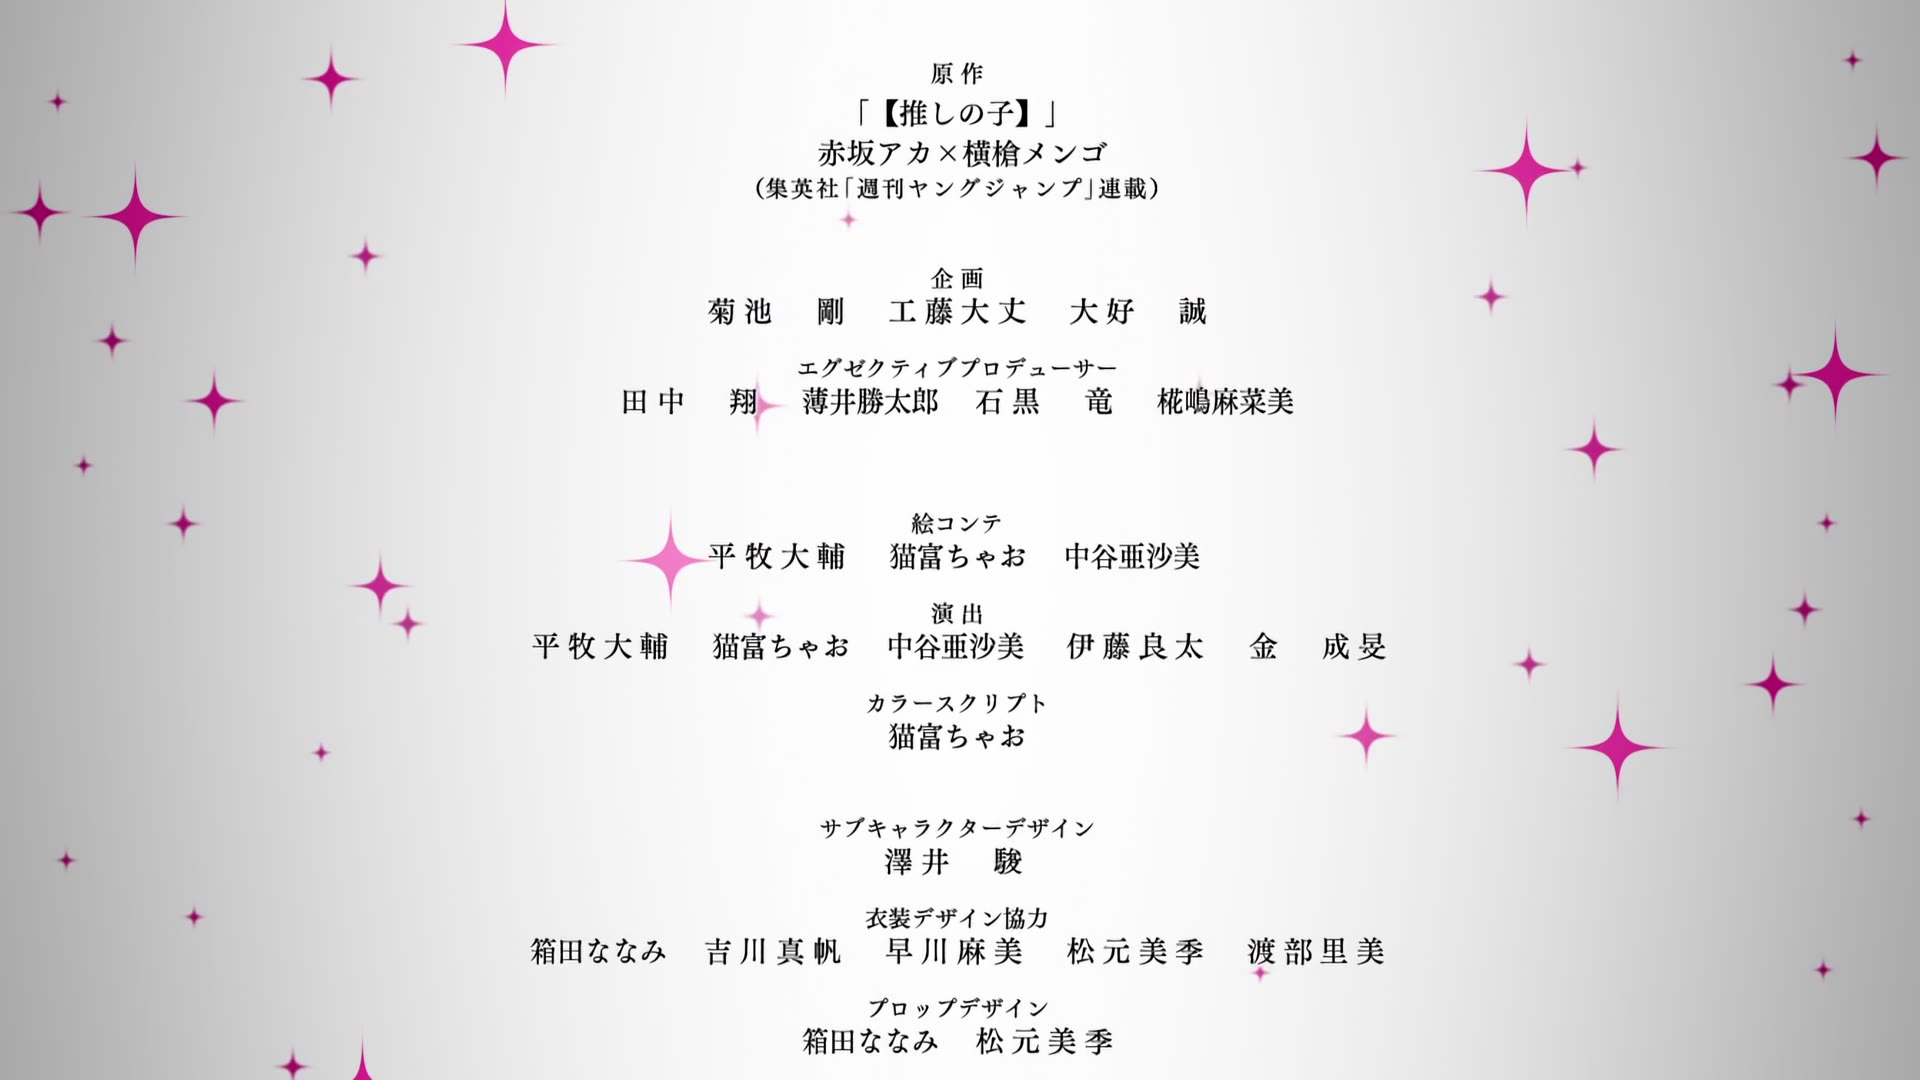 原作
「【推しの子】」
赤坂アカ×横槍メンゴ
（集英社「週刊ヤングジャンプ」連載）
企画
菊池　剛　工藤大丈　大好　誠
エグゼクティブプロデューサー
田中　翔　薄井勝太郎　石黒　竜　椛嶋麻菜美
絵コンテ
平牧大輔　猫富ちゃお　中谷亜沙美
演出
平牧大輔　猫富ちゃお　中谷亜沙美　伊藤良太　金　成旻
カラースクリプト
猫富ちゃお
サブキャラクターデザイン
澤井　駿
衣装デザイン協力
箱田ななみ　吉川真帆　早川麻美　松元美季　渡部里美
プロップデザイン
箱田ななみ　松元美季